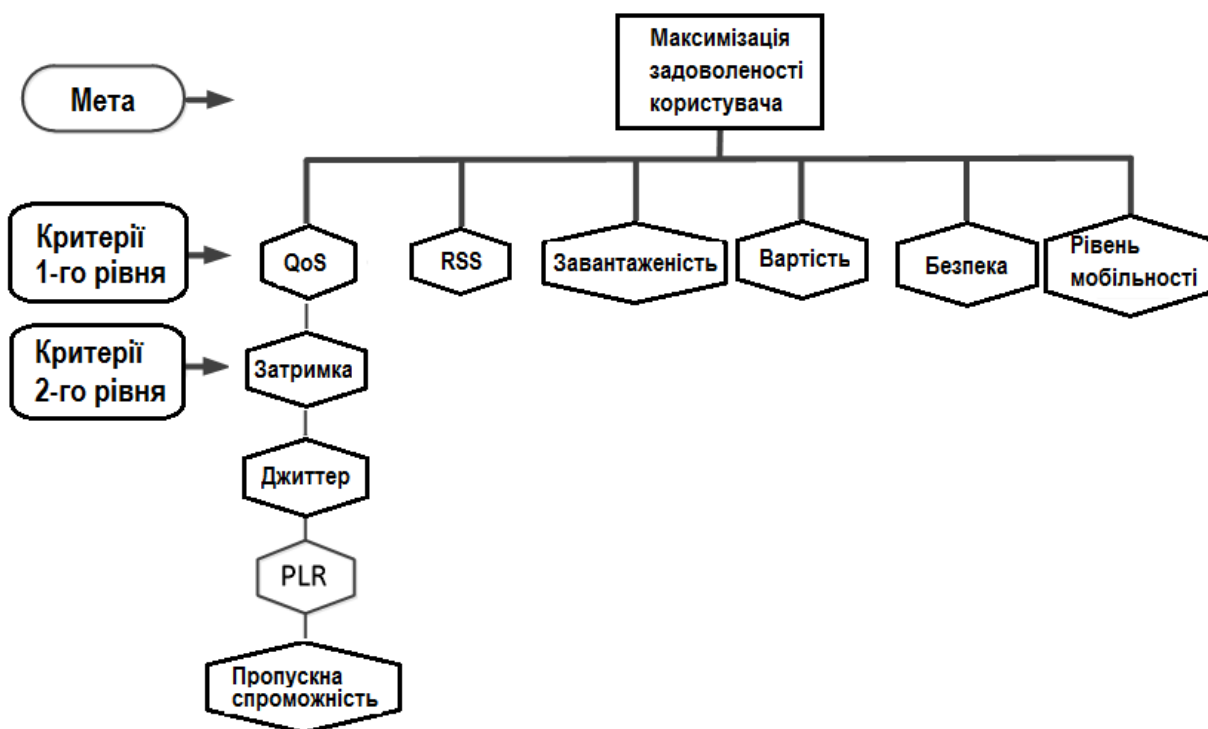 Максимізація
задоволеності
користувача
Мета
Критерії
1-го рівня
QoS
RSS
Завантаженість
Вартість
Безпека
Рівень
мобільності
Критерії
2-го рівня
Затримка
Джиттер
PLR
Пропускна
спроможність